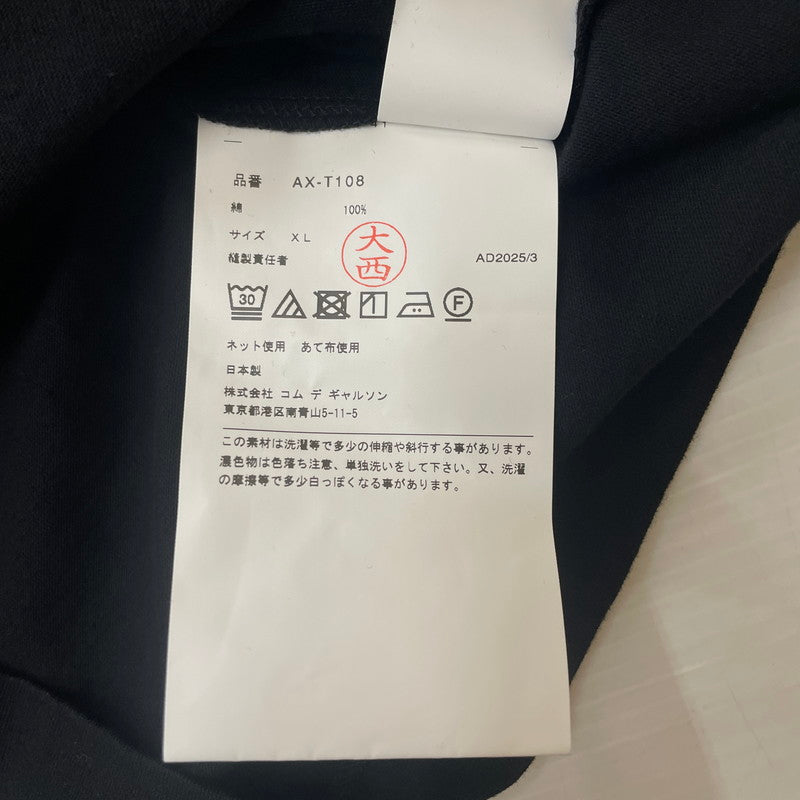 品番 AX-T108
綿 100%
サイズ XL
大西
縫製責任者 AD2025/3
30 F
ネット使用 あて布使用
日本製
株式会社 コム デ ギャルソン
東京都港区南青山5-11-5
この素材は洗濯等で多少の伸縮や斜行する事があります。
濃色物は色落ち注意、単独洗いをして下さい。又、洗濯
の摩擦等で多少白っぽくなる事があります。